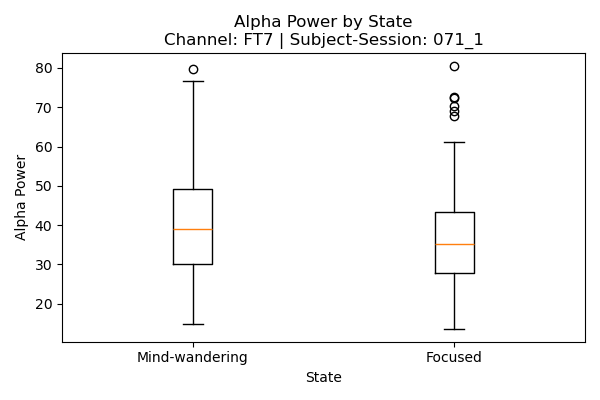 Alpha Power by State
Channel: FT7 | Subject-Session: 071_1
Alpha Power
80
70
60
50
40
30
20
Mind-wandering
Focused
State